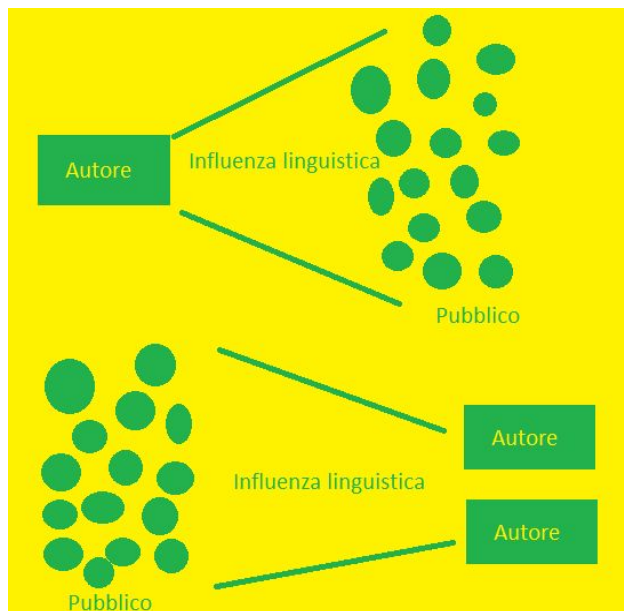 Autore
Influenza linguistica
Pubblico
Autore
Influenza linguistica
Autore
Pubblico